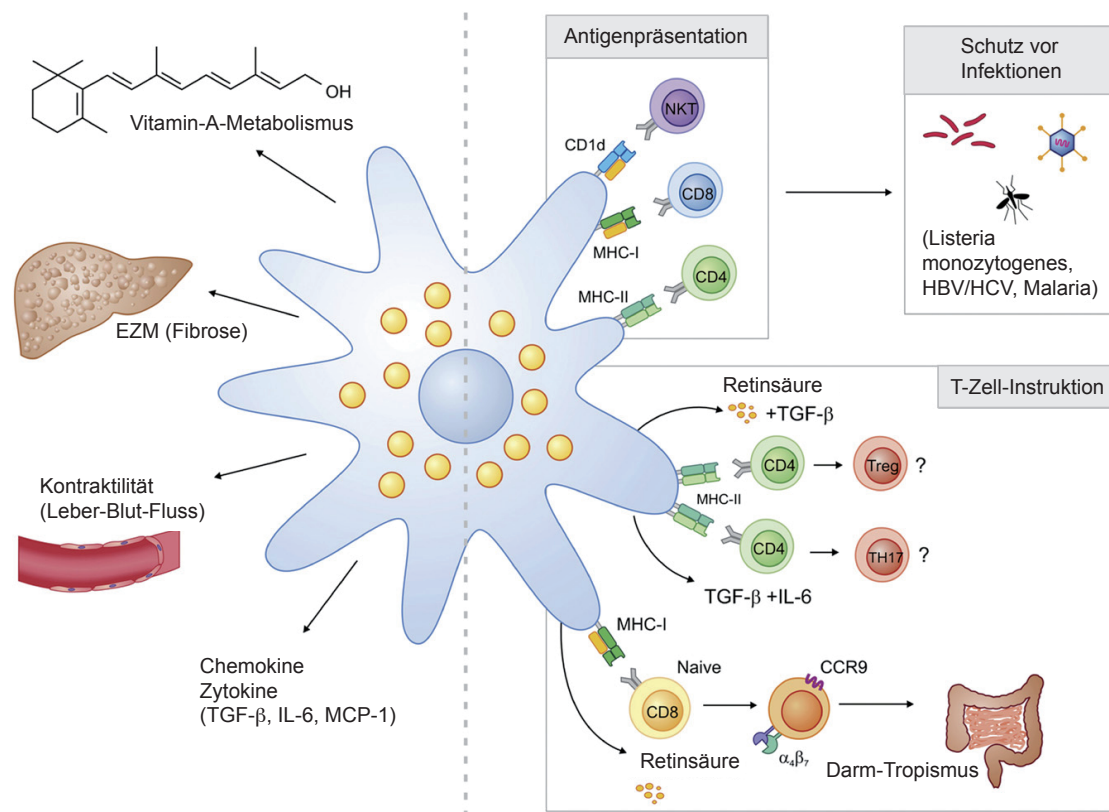 OH
Vitamin-A-Metabolismus
EZM (Fibrose)
Kontraktilität
(Leber-Blut-Fluss)
Chemokine
Zytokine
(TGF-β, IL-6, MCP-1)
Antigenpräsentation
NKT
CD1d
CD8
MHC-I
CD4
MHC-II
Schutz vor
Infektionen
(Listeria
monozytogenes,
HBV/HCV, Malaria)
T-Zell-Instruktion
Retinsäure
+TGF-β
CD4
Treg
?
MHC-II
CD4
TH17
?
TGF-β +IL-6
MHC-I
Naive
CCR9
CD8
α₄β₇
Retinsäure
Darm-Tropismus